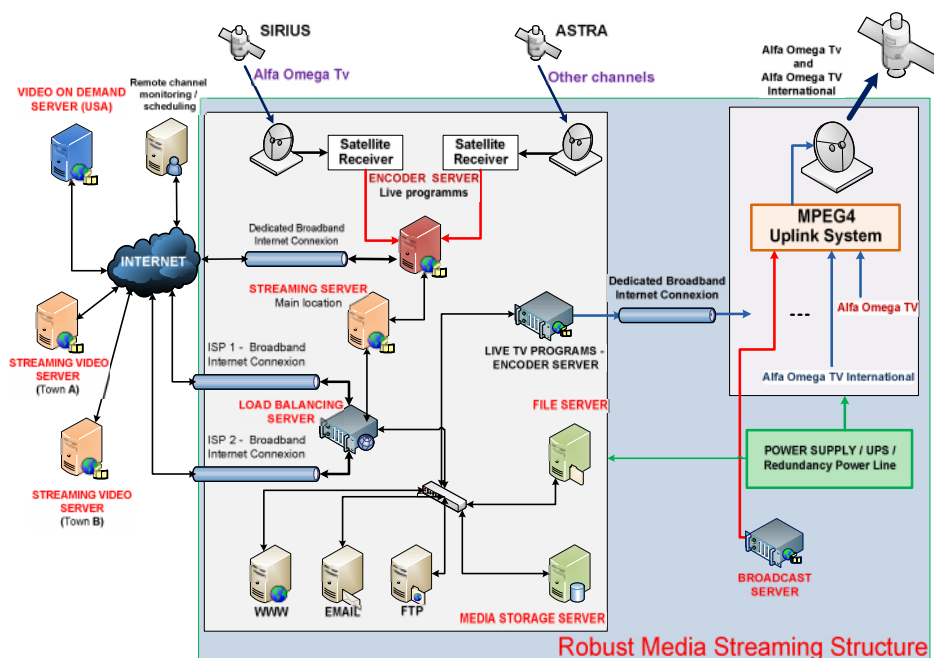 SIRIUS
ASTRA
Alfa Omega Tv
and
Alfa Omega TV
International
Alfa Omega Tv
Other channels
VIDEO ON DEMAND
SERVER (USA)
Remote channel
monitoring /
scheduling
Satellite
Receiver
Satellite
Receiver
ENCODER SERVER
Live programms
MPEG4
Uplink System
Dedicated Broadband
Internet Connexion
INTERNET
Dedicated Broadband
Internet Connexion
STREAMING SERVER
Main location
---
Alfa Omega TV
STREAMING VIDEO
SERVER
(Town A)
ISP 1 - Broadband
Internet Connexion
LIVE TV PROGRAMS -
ENCODER SERVER
Alfa Omega TV International
LOAD BALANCING
SERVER
FILE SERVER
ISP 2 - Broadband
Internet Connexion
POWER SUPPLY / UPS /
Redundancy Power Line
STREAMING VIDEO
SERVER
(Town B)
BROADCAST
SERVER
WWW
EMAIL
FTP
MEDIA STORAGE SERVER
Robust Media Streaming Structure